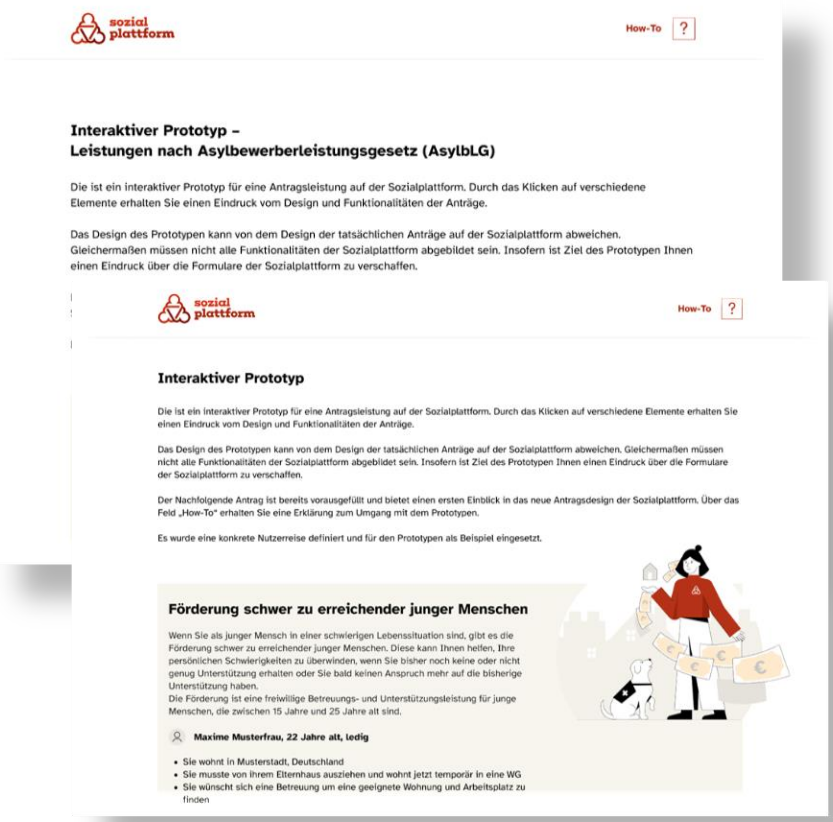 sozial
plattform
How-To
?
Interaktiver Prototyp –
Leistungen nach Asylbewerberleistungsgesetz (AsylbLG)
Die ist ein interaktiver Prototyp für eine Antragsleistung auf der Sozialplattform. Durch das Klicken auf verschiedene
Elemente erhalten Sie einen Eindruck vom Design und Funktionalitäten der Anträge.
Das Design des Prototypen kann von dem Design der tatsächlichen Anträge auf der Sozialplattform abweichen.
Gleichermaßen müssen nicht alle Funktionalitäten der Sozialplattform abgebildet sein. Insofern ist Ziel des Prototypen Ihnen
einen Eindruck über die Formulare der Sozialplattform zu verschaffen.
sozial
plattform
How-To
?
Interaktiver Prototyp
Die ist ein interaktiver Prototyp für eine Antragsleistung auf der Sozialplattform. Durch das Klicken auf verschiedene Elemente erhalten Sie
einen Eindruck vom Design und Funktionalitäten der Anträge.
Das Design des Prototypen kann von dem Design der tatsächlichen Anträge auf der Sozialplattform abweichen. Gleichermaßen müssen
nicht alle Funktionalitäten der Sozialplattform abgebildet sein. Insofern ist Ziel des Prototypen Ihnen einen Eindruck über die Formulare
der Sozialplattform zu verschaffen.
Der Nachfolgende Antrag ist bereits vorausgefüllt und bietet einen ersten Einblick in das neue Antragsdesign der Sozialplattform. Über das
Feld „How-To“ erhalten Sie eine Erklärung zum Umgang mit dem Prototypen.
Es wurde eine konkrete Nutzerreise definiert und für den Prototypen als Beispiel eingesetzt.
Förderung schwer zu erreichender junger Menschen
Wenn Sie als junger Mensch in einer schwierigen Lebenssituation sind, gibt es die
Förderung schwer zu erreichender junger Menschen. Diese kann Ihnen helfen, Ihre
persönlichen Schwierigkeiten zu überwinden, wenn Sie bisher noch keine oder nicht
genug Unterstützung erhalten oder Sie bald keinen Anspruch mehr auf die bisherige
Unterstützung haben.
Die Förderung ist eine freiwillige Betreuungs- und Unterstützungsleistung für junge
Menschen, die zwischen 15 Jahre und 25 Jahre alt sind.
Maxime Musterfrau, 22 Jahre alt, ledig
• Sie wohnt in Musterstadt, Deutschland
• Sie musste von ihrem Elternhaus ausziehen und wohnt jetzt temporär in eine WG
• Sie wünscht sich eine Betreuung um eine geeignete Wohnung und Arbeitsplatz zu
finden
€
€
€
€